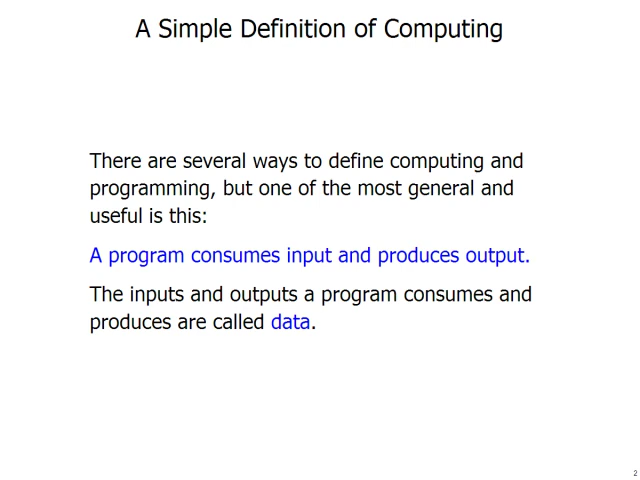 A Simple Definition of Computing
There are several ways to define computing and
programming, but one of the most general and
useful is this:
A program consumes input and produces output.
The inputs and outputs a program consumes and
produces are called data.
2